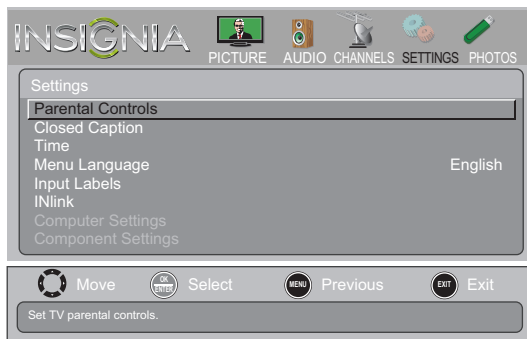 INSIGNIA
PICTURE AUDIO CHANNELS SETTINGS PHOTOS
Settings
Parental Controls
Closed Caption
Time
Menu Language English
Input Labels
INlink
Computer Settings
Component Settings
Move OK ENTER Select MENU Previous EXIT Exit
Set TV parental controls.